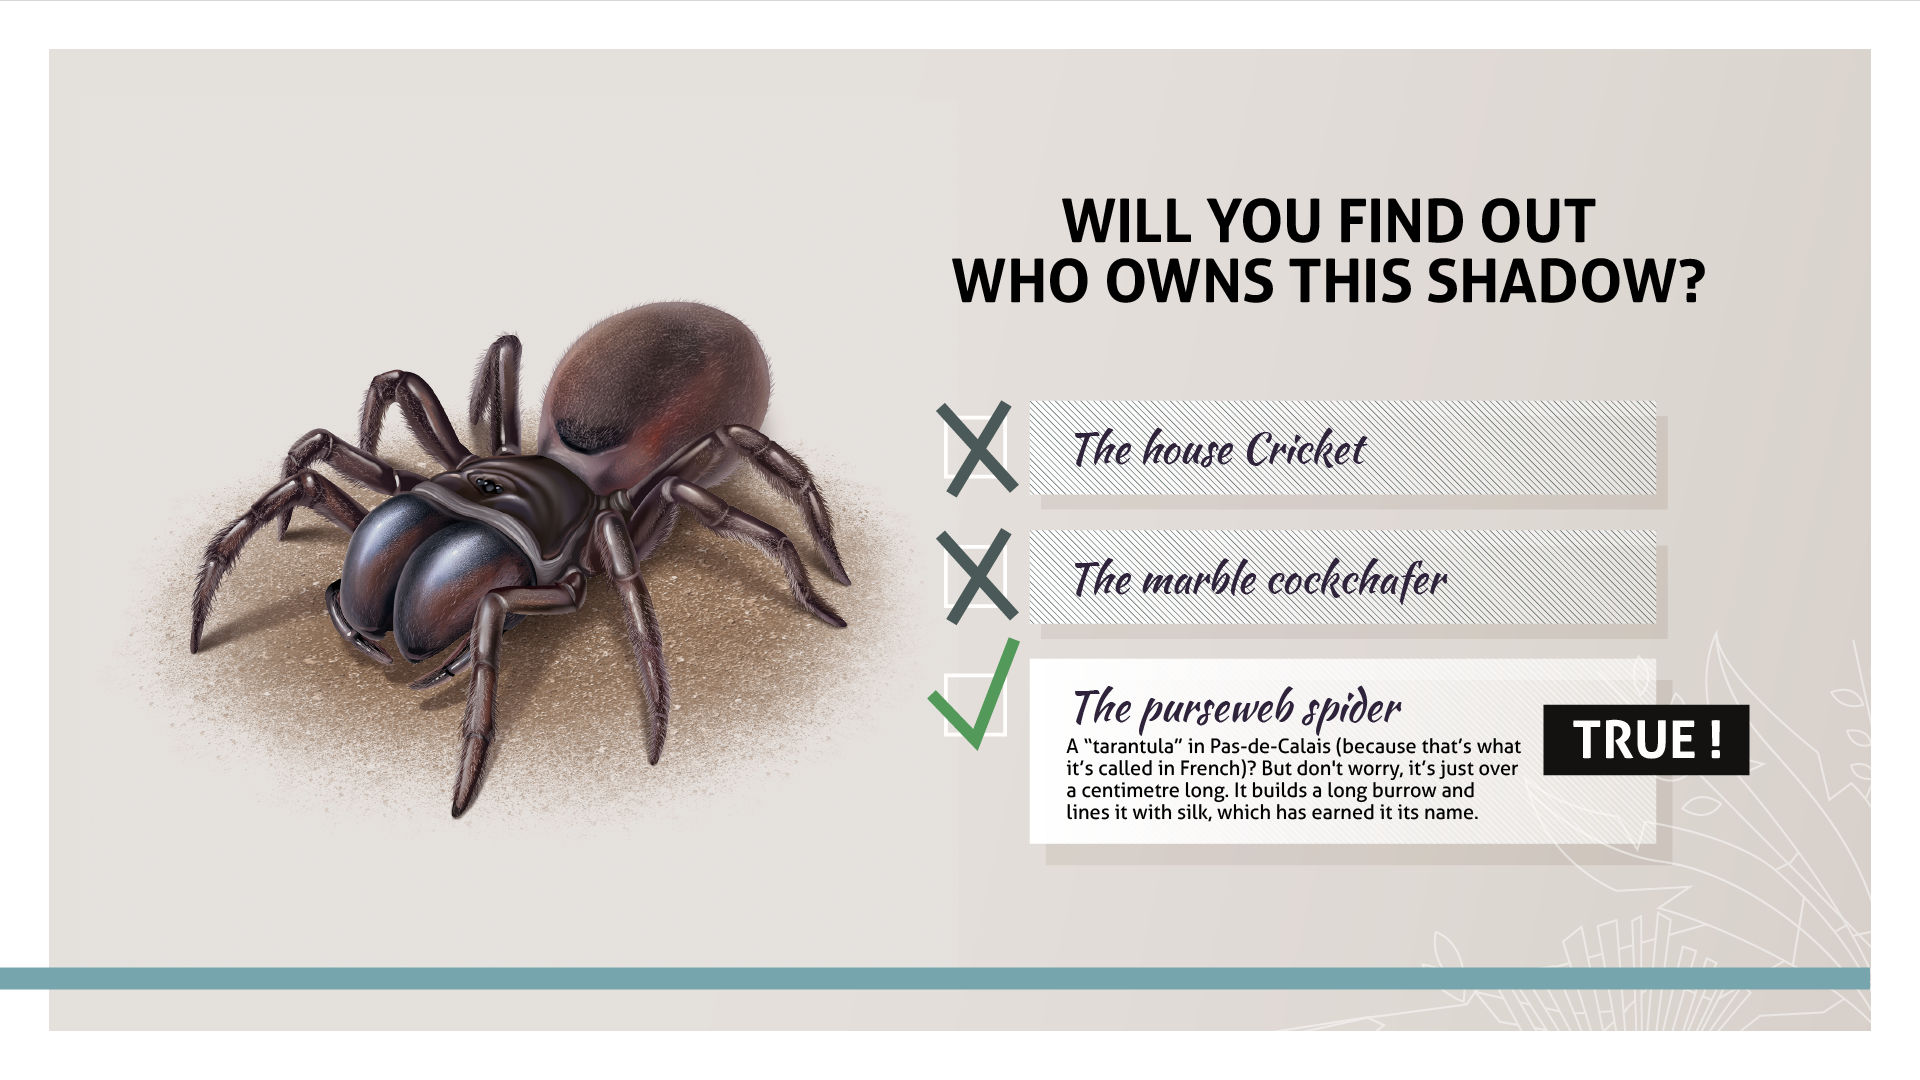 WILL YOU FIND OUT
WHO OWNS THIS SHADOW?
The house Cricket
The marble cockchafer
The purseweb spider
A “tarantula” in Pas-de-Calais (because that’s what
it’s called in French)? But don't worry, it’s just over
a centimetre long. It builds a long burrow and
lines it with silk, which has earned it its name.
TRUE !